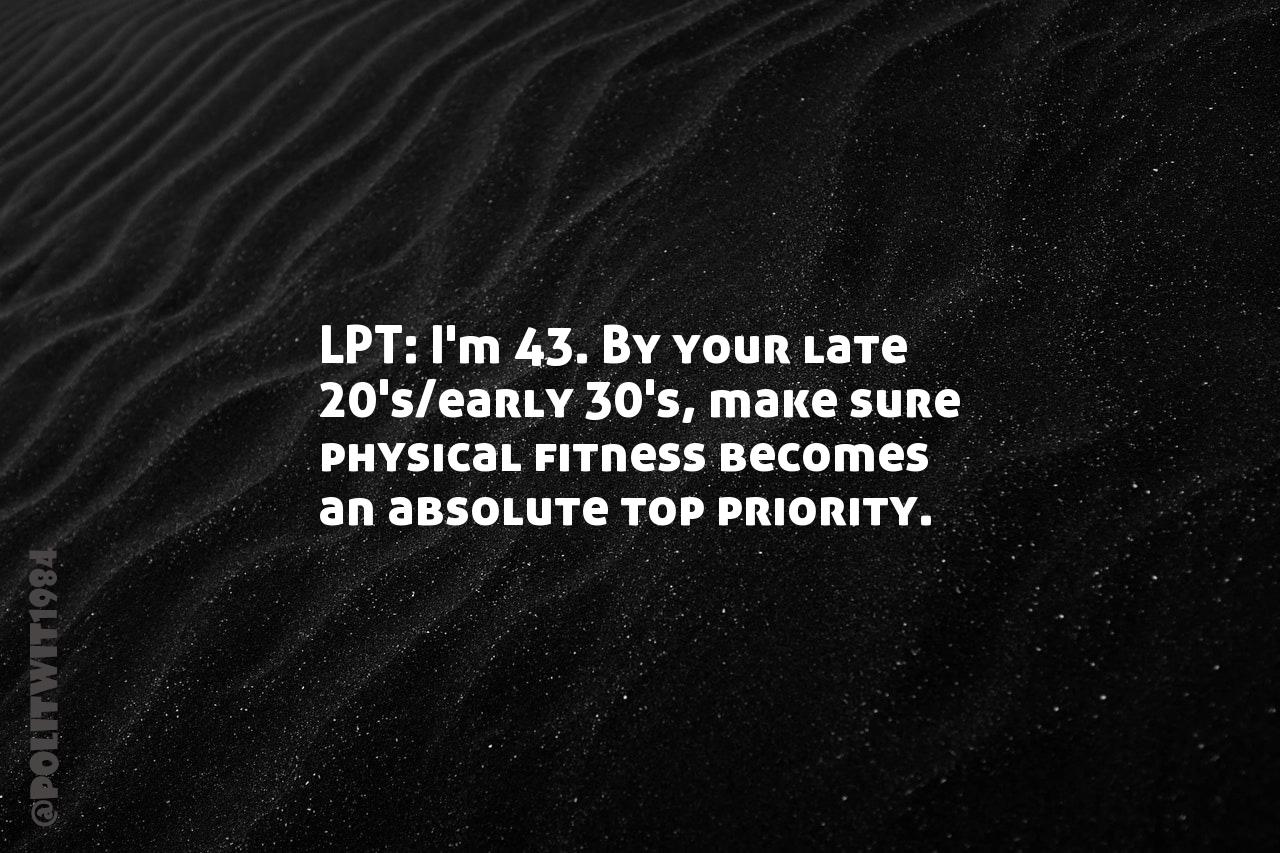 LPT: I'm 43. By your late
20's/early 30's, make sure
physical fitness becomes
an absolute top priority.
@politwit1984